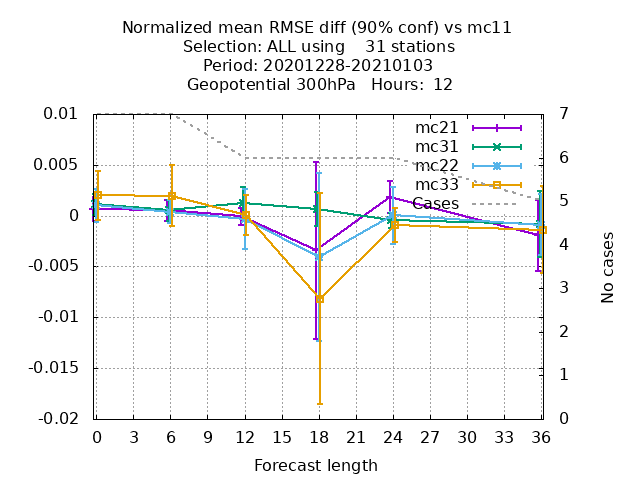 Normalized mean RMSE diff (90% conf) vs mc11
Selection: ALL using    31 stations
Period: 20201228-20210103
Geopotential 300hPa   Hours: 12
0.01
0.005
0
-0.005
-0.01
-0.015
-0.02
mc21
mc31
mc22
mc33
Cases
7
6
5
4
3
2
1
0
No cases
0 3 6 9 12 15 18 21 24 27 30 33 36
Forecast length